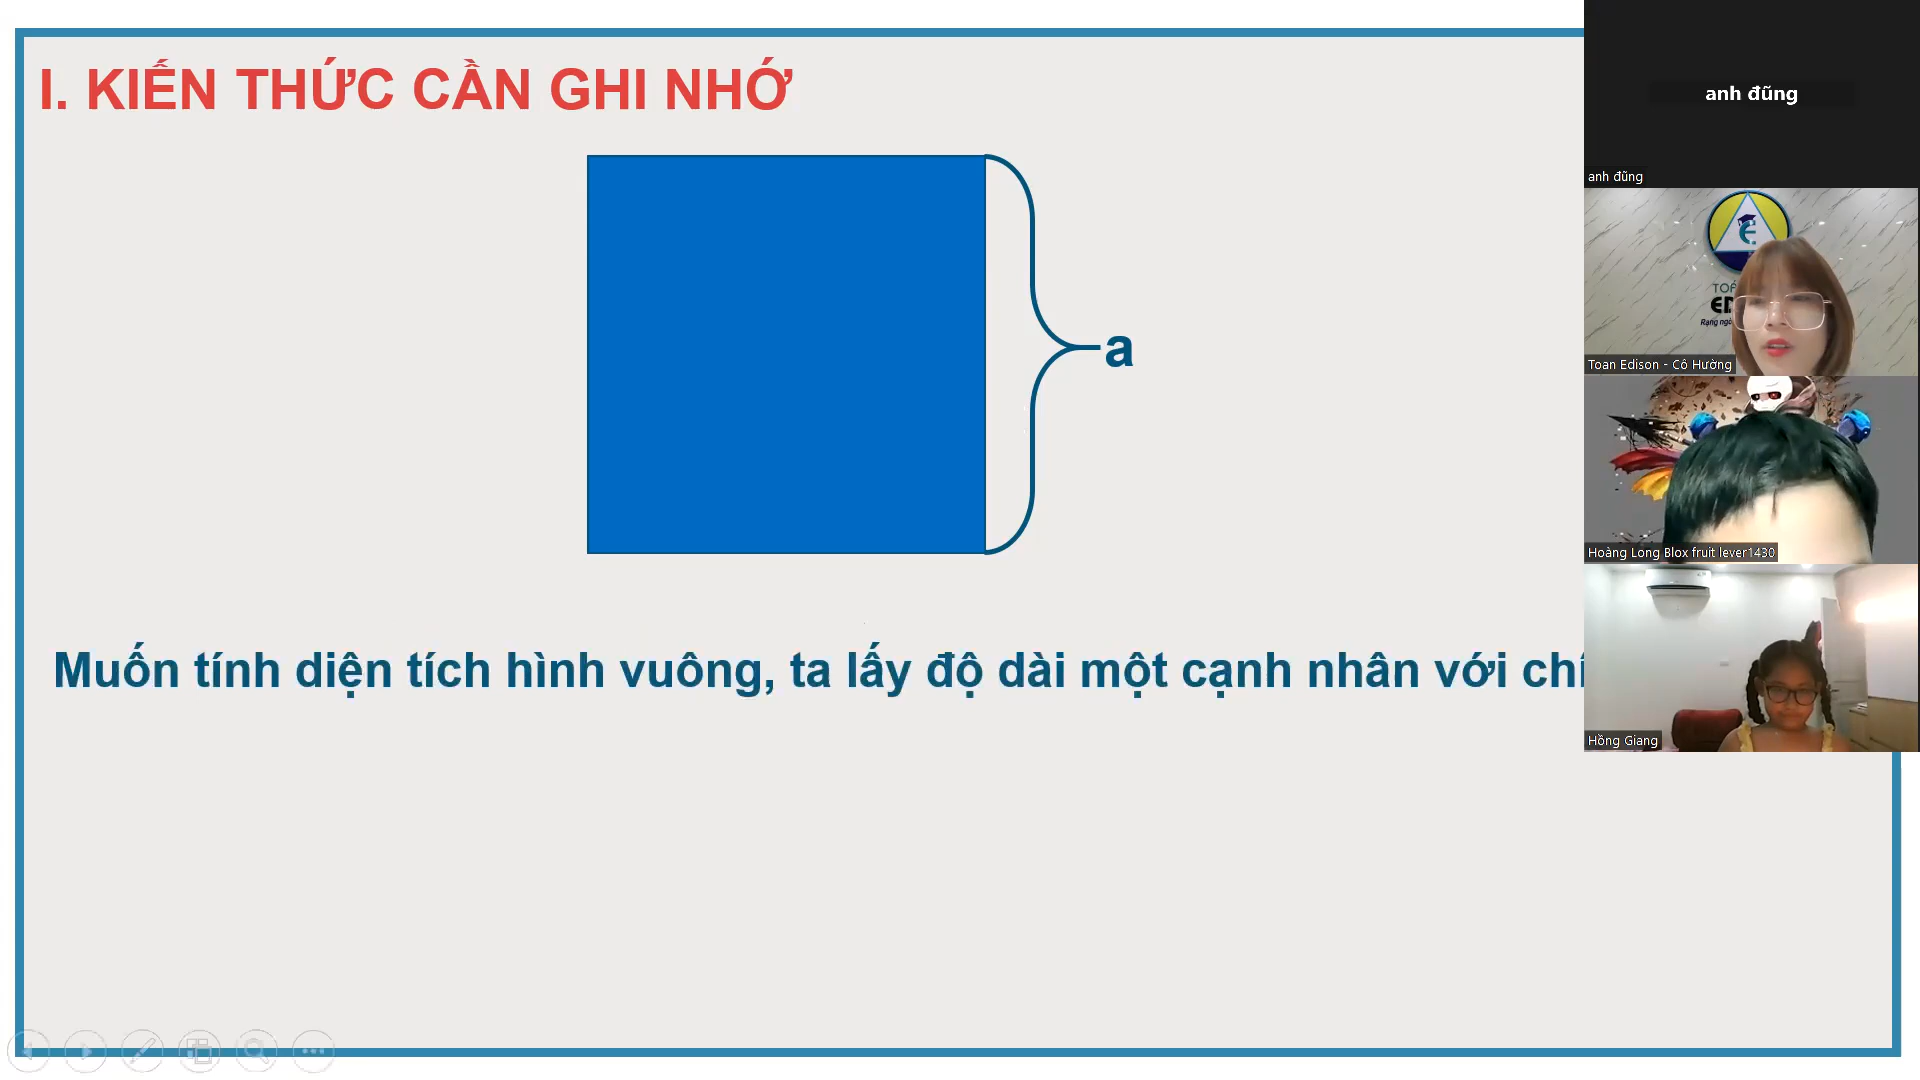 I. KIẾN THỨC CẦN GHI NHỚ
a
Muốn tính diện tích hình vuông, ta lấy độ dài một cạnh nhân với chí
anh đũng
anh đũng
Toan Edison - Cô Hường
Hoàng Long Blox fruit lever1430
Hồng Giang